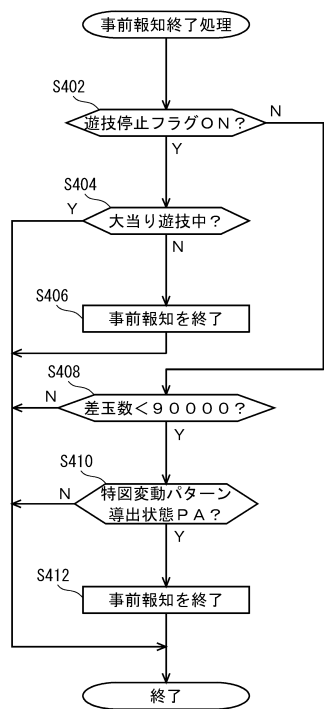 事前報知終了処理
S402
遊技停止フラグON?
N
Y
S404
Y
大当り遊技中?
N
S406
事前報知を終了
S408
N
差玉数<90000?
Y
S410
N
特図変動パターン
導出状態PA?
Y
S412
事前報知を終了
終了